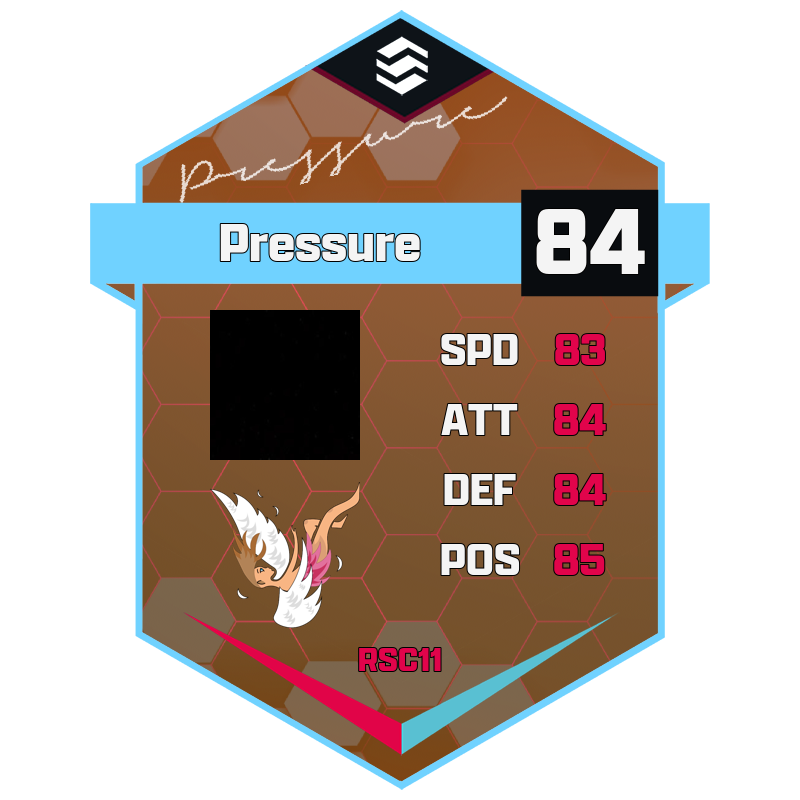 pressure
Pressure 84
SPD 83
ATT 84
DEF 84
POS 85
RSC11